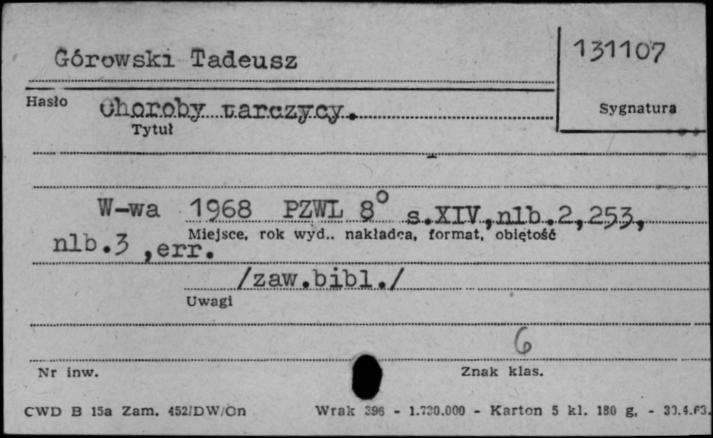 Górowski Tadeusz
131107
Hasło
Choroby tarczycy.
Sygnatura
Tytuł
W-wa 1968 PZWL 8° s.XIV,nlb.2,253,
Miejsce, rok wyd.. nakładca, format, objętość
nlb.3 ,err.
/zaw.bibl./
Uwagi
6
Nr inw.
Znak klas.
CWD B 15a Zam. 452/DW/On Wrak 396 - 1.720.000 - Karton 5 kl. 180 g. - 30.4.63.